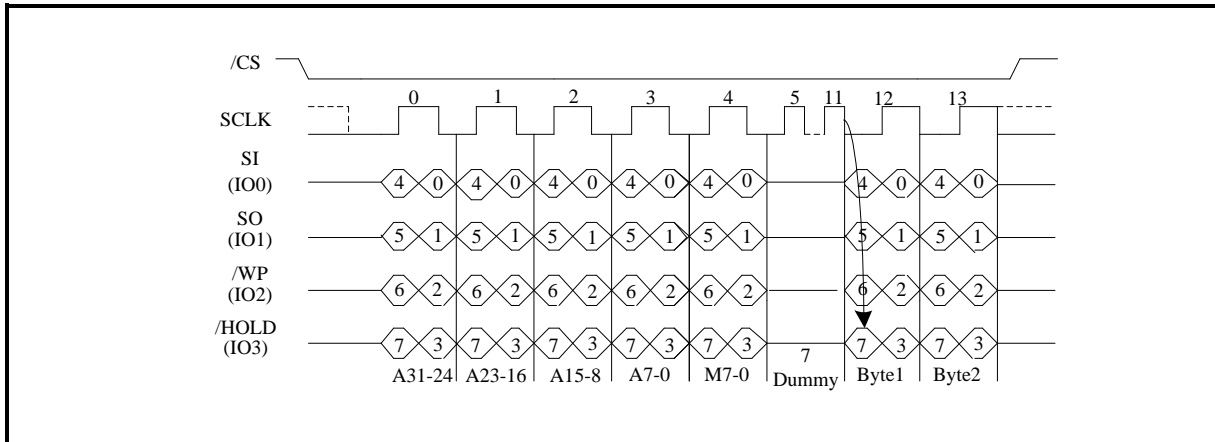 /CS
0 1 2 3 4 5 11 12 13
SCLK
SI
(IO0)
4 0 4 0 4 0 4 0 4 0 4 0 4 0
SO
(IO1)
5 1 5 1 5 1 5 1 5 1 5 1 5 1
/WP
(IO2)
6 2 6 2 6 2 6 2 6 2 6 2 6 2
/HOLD
(IO3)
7 3 7 3 7 3 7 3 7 3 7 7 3 7 3
A31-24 A23-16 A15-8 A7-0 M7-0 Dummy Byte1 Byte2